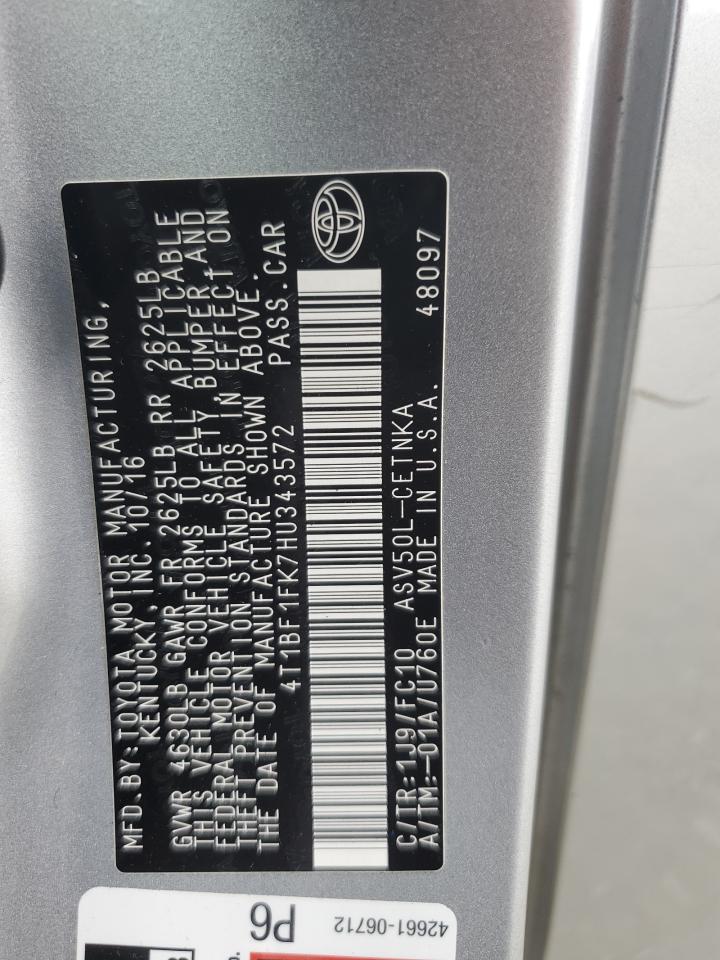 MFD.BY:TOYOTA MOTOR MANUFACTURING,
KENTUCKY, INC. 10/16
GVWR 4630LB GAWR FR 2625LB RR 2625LB
THIS VEHICLE CONFORMS TO ALL APPLICABLE
FEDERAL MOTOR VEHICLE SAFETY,BUMPER,AND
THEFT PREVENTION STANDARDS IN EFFECT ON
THE DATE OF MANUFACTURE SHOWN ABOVE.
4T1BF1FK7HU343572 PASS.CAR
C/TR:1J9/FC10 ASV50L-CETNKA
A/TM:-01A/U760E MADE IN U.S.A. 48097
42661-06712
P6